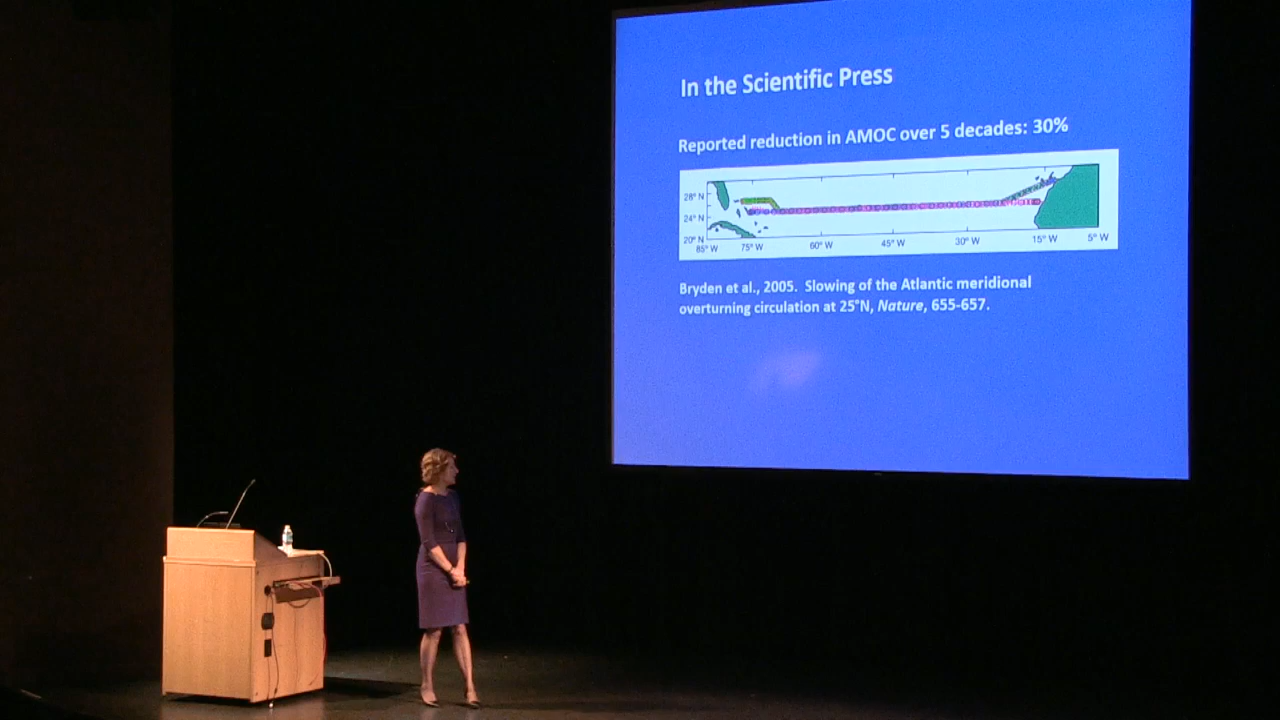 In the Scientific Press
Reported reduction in AMOC over 5 decades: 30%
28° N
24° N
20° N
85° W 75° W 60° W 45° W 30° W 15° W 5° W
Bryden et al., 2005. Slowing of the Atlantic meridional
overturning circulation at 25°N, Nature, 655-657.